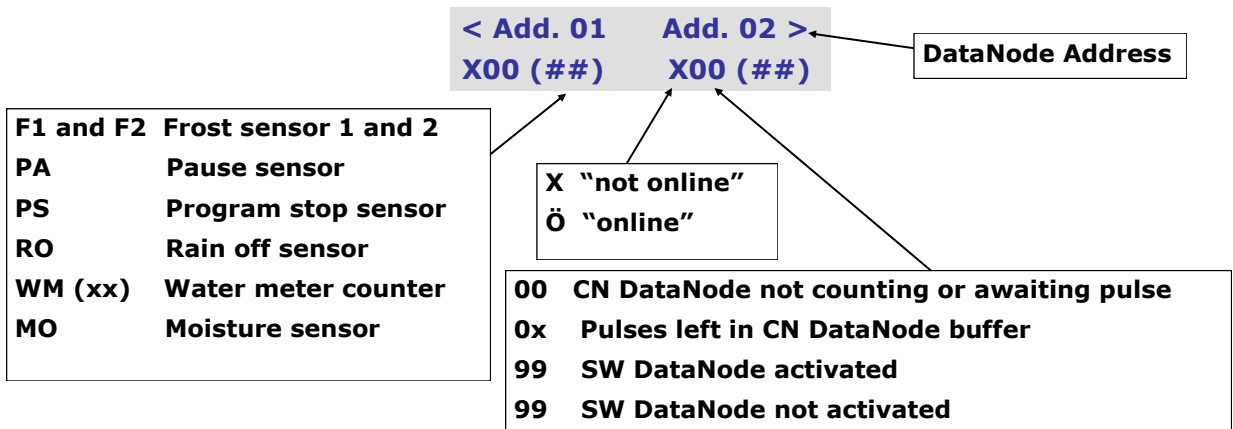 < Add. 01 Add. 02 >
X00 (##) X00 (##)
DataNode Address
F1 and F2 Frost sensor 1 and 2
PA Pause sensor
PS Program stop sensor
RO Rain off sensor
WM (xx) Water meter counter
MO Moisture sensor
X “not online”
Ö “online”
00 CN DataNode not counting or awaiting pulse
0x Pulses left in CN DataNode buffer
99 SW DataNode activated
99 SW DataNode not activated